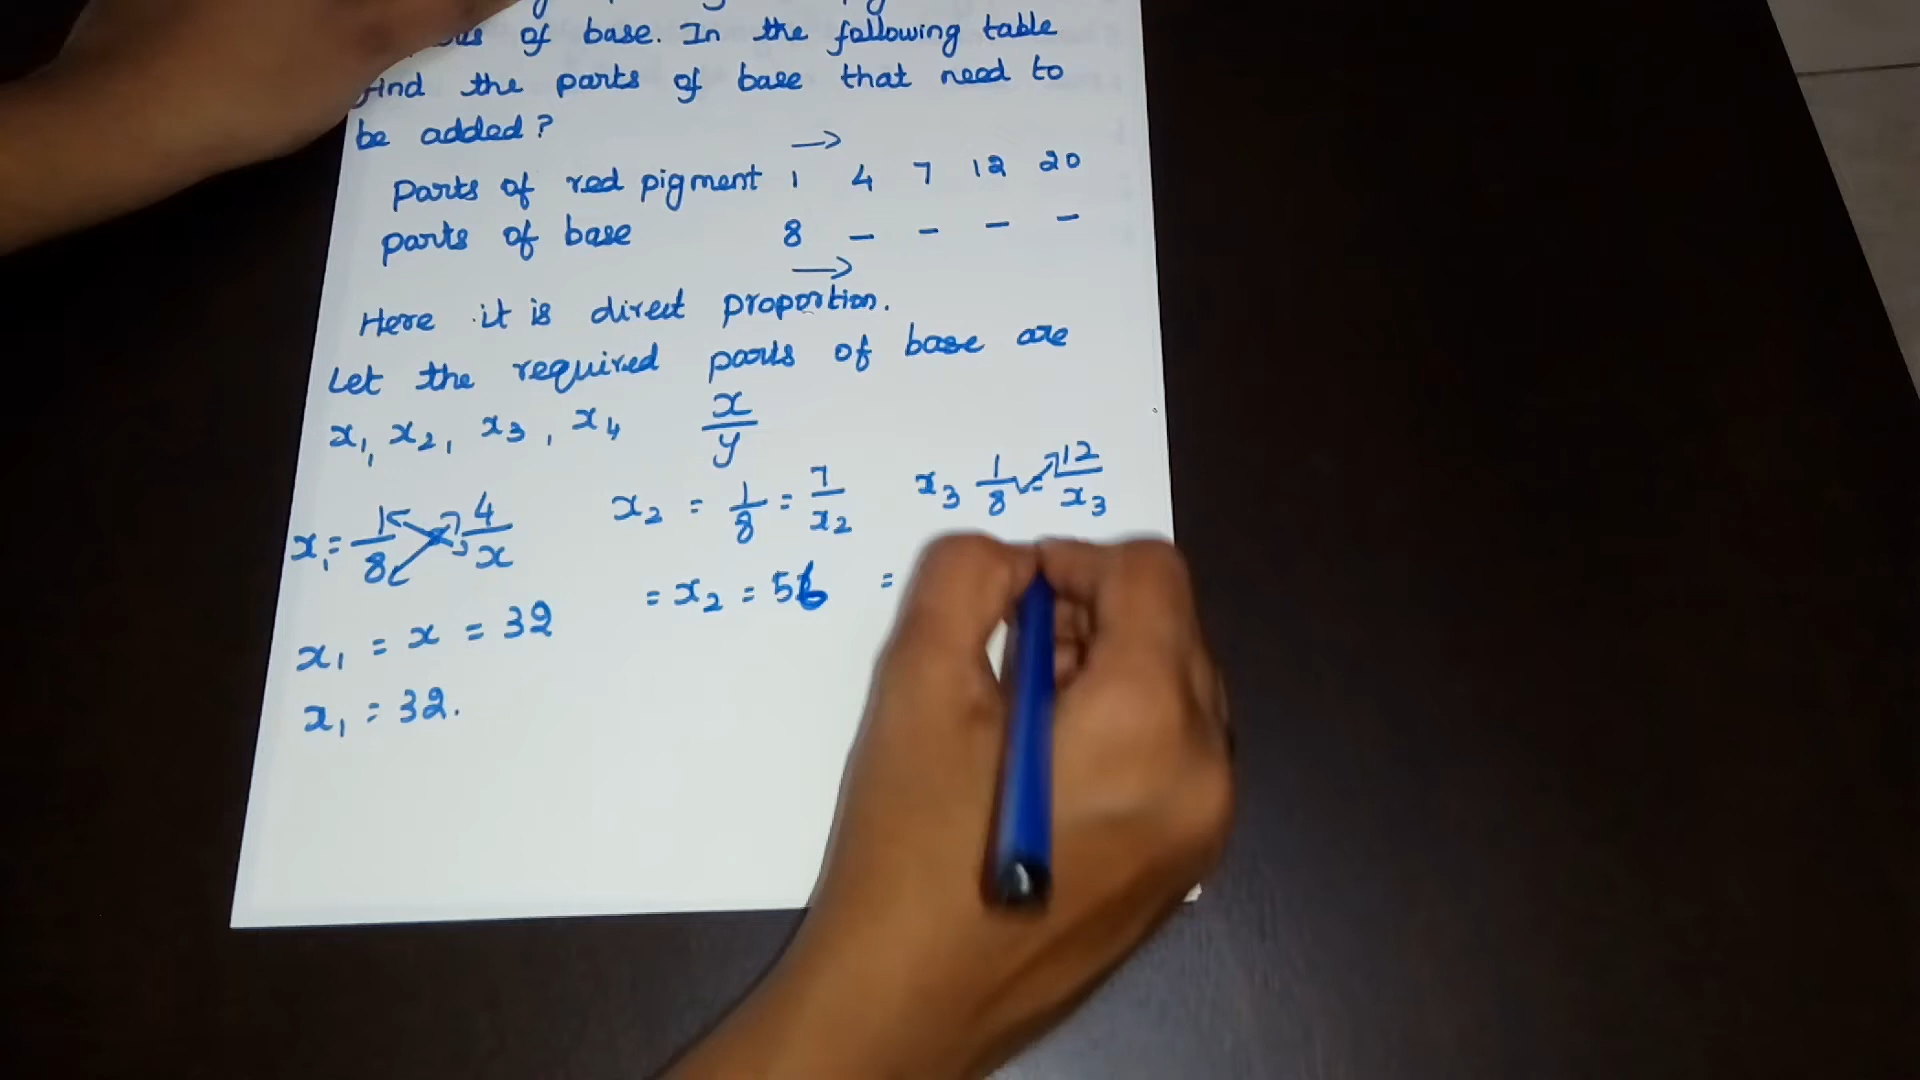 of base. In the following table
find the parts of base that need to
be added?
Parts of red pigment 1 4 7 12 20
parts of base 8 – – – –
Here it is direct proportion.
Let the required parts of base are
x₁, x₂, x₃, x₄ x/y
x₁ = 1/8 4/x x₂ = 1/8 = 7/x₂ x₃ 1/8 = 12/x₃
x₁ = x = 32 = x₂ = 56 =
x₁ = 32.